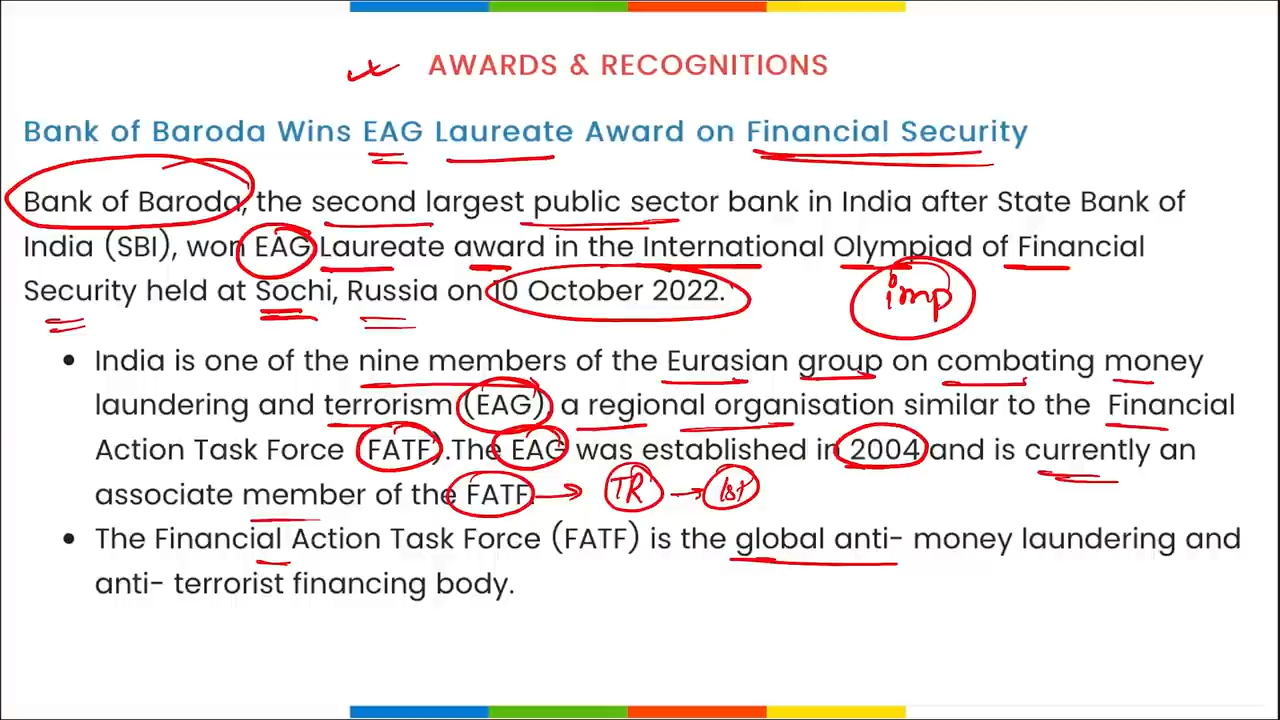 AWARDS & RECOGNITIONS
Bank of Baroda Wins EAG Laureate Award on Financial Security
Bank of Baroda, the second largest public sector bank in India after State Bank of
India (SBI), won EAG Laureate award in the International Olympiad of Financial
Security held at Sochi, Russia on 10 October 2022.
imp
• India is one of the nine members of the Eurasian group on combating money
laundering and terrorism (EAG), a regional organisation similar to the Financial
Action Task Force (FATF).The EAG was established in 2004 and is currently an
associate member of the FATF. → TR → Ist
• The Financial Action Task Force (FATF) is the global anti- money laundering and
anti- terrorist financing body.